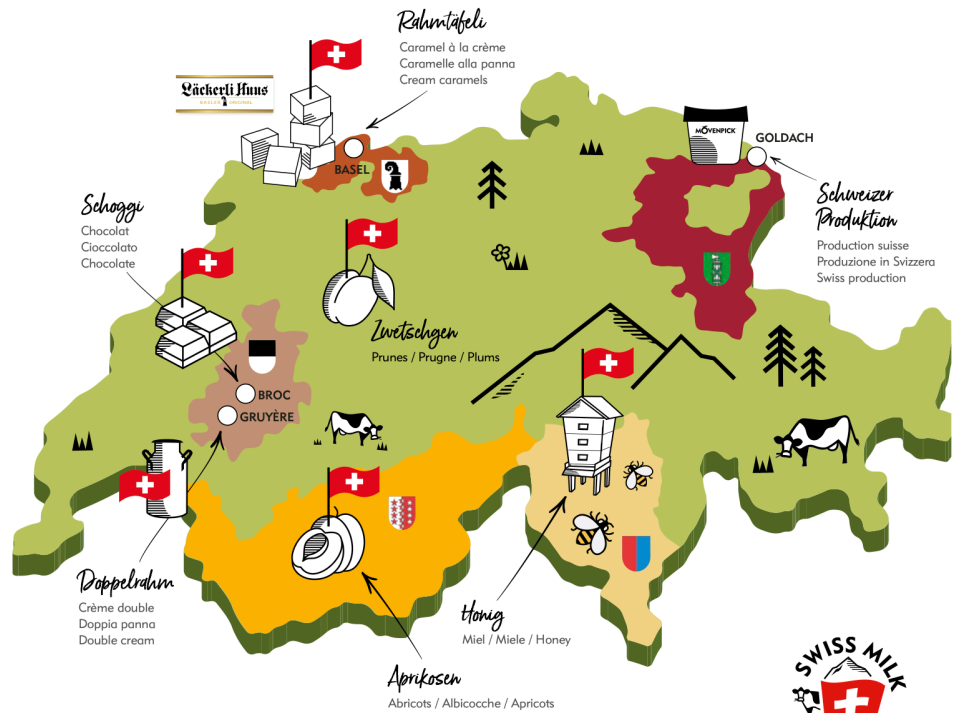 Rahmtäfeli
Caramel à la crème
Caramelle alla panna
Cream caramels
Läckerli Huus
BASLER ORIGINAL
BASEL
MÖVENPICK
GOLDACH
Schweizer
Produktion
Production suisse
Produzione in Svizzera
Swiss production
Schoggi
Chocolat
Cioccolato
Chocolate
Zwetschgen
Prunes / Prugne / Plums
BROC
GRUYÈRE
Doppelrahm
Crème double
Doppia panna
Double cream
Honig
Miel / Miele / Honey
Aprikosen
Abricots / Albicocche / Apricots
SWISS MILK